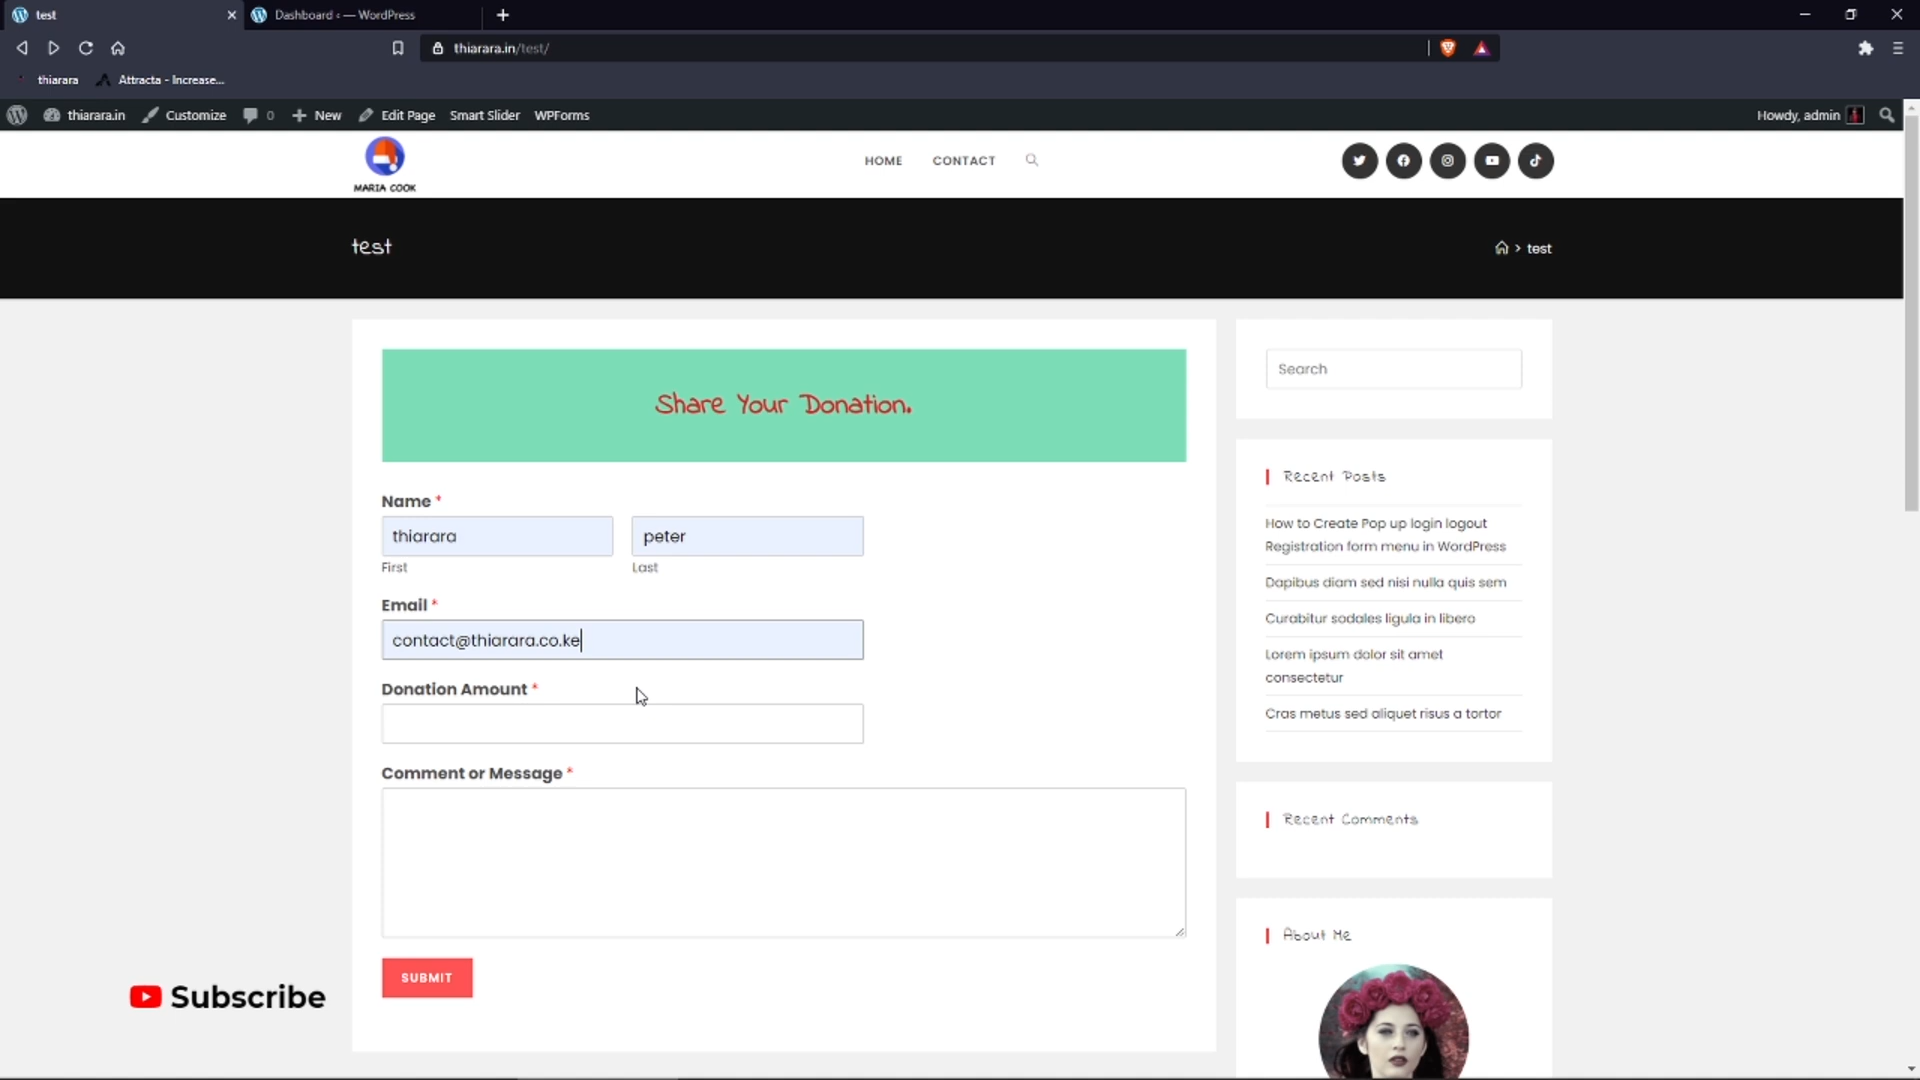 test
Dashboard ‹ — WordPress
thiarara.in/test/
thiarara
Attracta - Increase...
thiarara.in
Customize
0
New
Edit Page
Smart Slider
WPForms
Howdy, admin
MARIA COOK
HOME
CONTACT
test
> test
Share Your Donation.
Name *
thiarara
peter
First
Last
Email *
contact@thiarara.co.ke
Donation Amount *
Comment or Message *
SUBMIT
Subscribe
Search
Recent Posts
How to Create Pop up login logout
Registration form menu in WordPress
Dapibus diam sed nisi nulla quis sem
Curabitur sodales ligula in libero
Lorem ipsum dolor sit amet
consectetur
Cras metus sed aliquet risus a tortor
Recent Comments
About Me